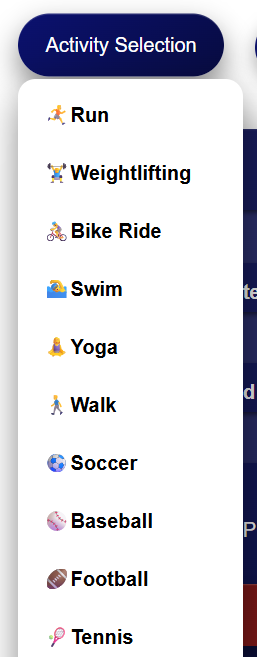 Activity Selection
Run
Weightlifting
Bike Ride
Swim
Yoga
Walk
Soccer
Baseball
Football
Tennis